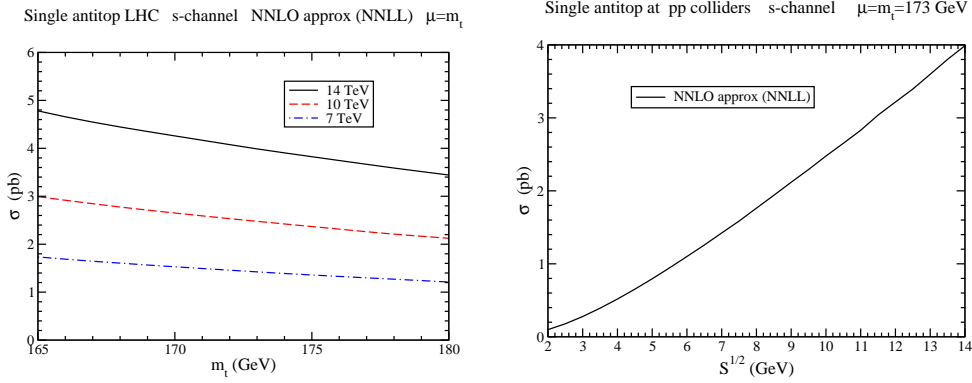 Single antitop LHC s-channel NNLO approx (NNLL) μ=m_t
6
5
4
3
2
1
0
σ (pb)
14 TeV
10 TeV
7 TeV
165 170 175 180
m_t (GeV)
Single antitop at pp colliders s-channel μ=m_t=173 GeV
4
3
2
1
0
σ (pb)
NNLO approx (NNLL)
2 3 4 5 6 7 8 9 10 11 12 13 14
S^1/2 (GeV)